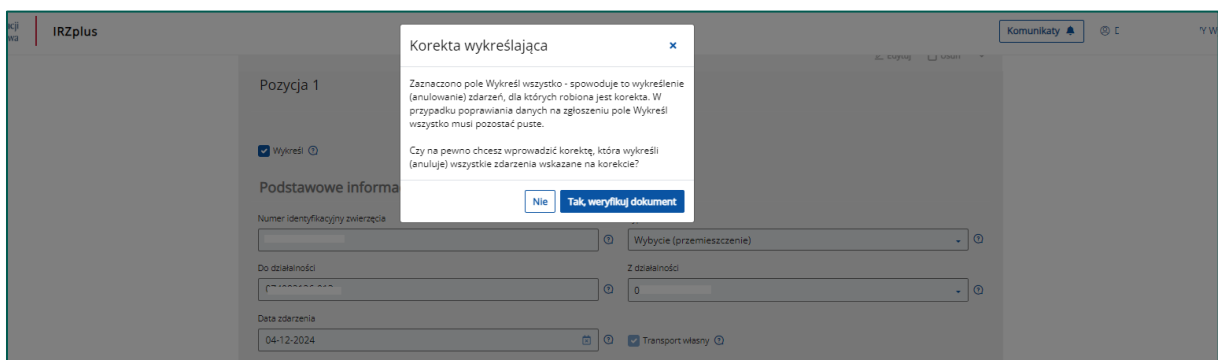 IRZplus
Komunikaty
Korekta wykreślająca
Zaznaczono pole Wykreśl wszystko - spowoduje to wykreślenie
(anulowanie) zdarzeń, dla których robiona jest korekta. W
przypadku poprawiania danych na zgłoszeniu pole Wykreśl
wszystko musi pozostać puste.
Czy na pewno chcesz wprowadzić korektę, która wykreśli
(anuluje) wszystkie zdarzenia wskazane na korekcie?
Nie
Tak, weryfikuj dokument
Pozycja 1
Wykreśl
Podstawowe informa
Numer identyfikacyjny zwierzęcia
Wybycie (przemieszczenie)
Do działalności
Z działalności
0
Data zdarzenia
04-12-2024
Transport własny